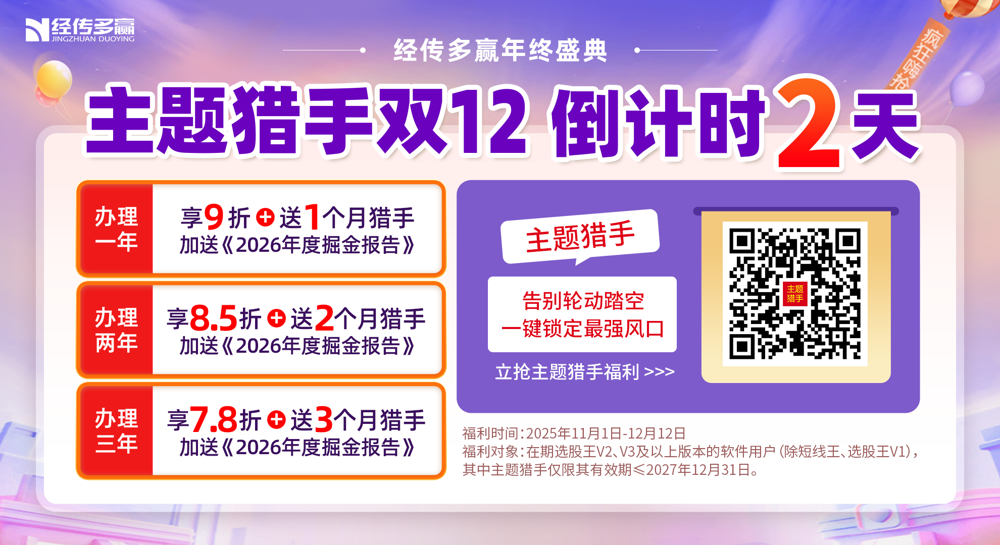 经传多赢
JINGZHUAN DUOYING
经传多赢年终盛典
疯狂嗨抢
主题猎手双12 倒计时2天
办理
一年
享9折+送1个月猎手
加送《2026年度掘金报告》
办理
两年
享8.5折+送2个月猎手
加送《2026年度掘金报告》
办理
三年
享7.8折+送3个月猎手
加送《2026年度掘金报告》
主题猎手
告别轮动踏空
一键锁定最强风口
立抢主题猎手福利 >>>
主题
猎手
福利时间：2025年11月1日-12月12日
福利对象：在期选股王V2、V3及以上版本的软件用户（除短线王、选股王V1），
其中主题猎手仅限其有效期≤2027年12月31日。